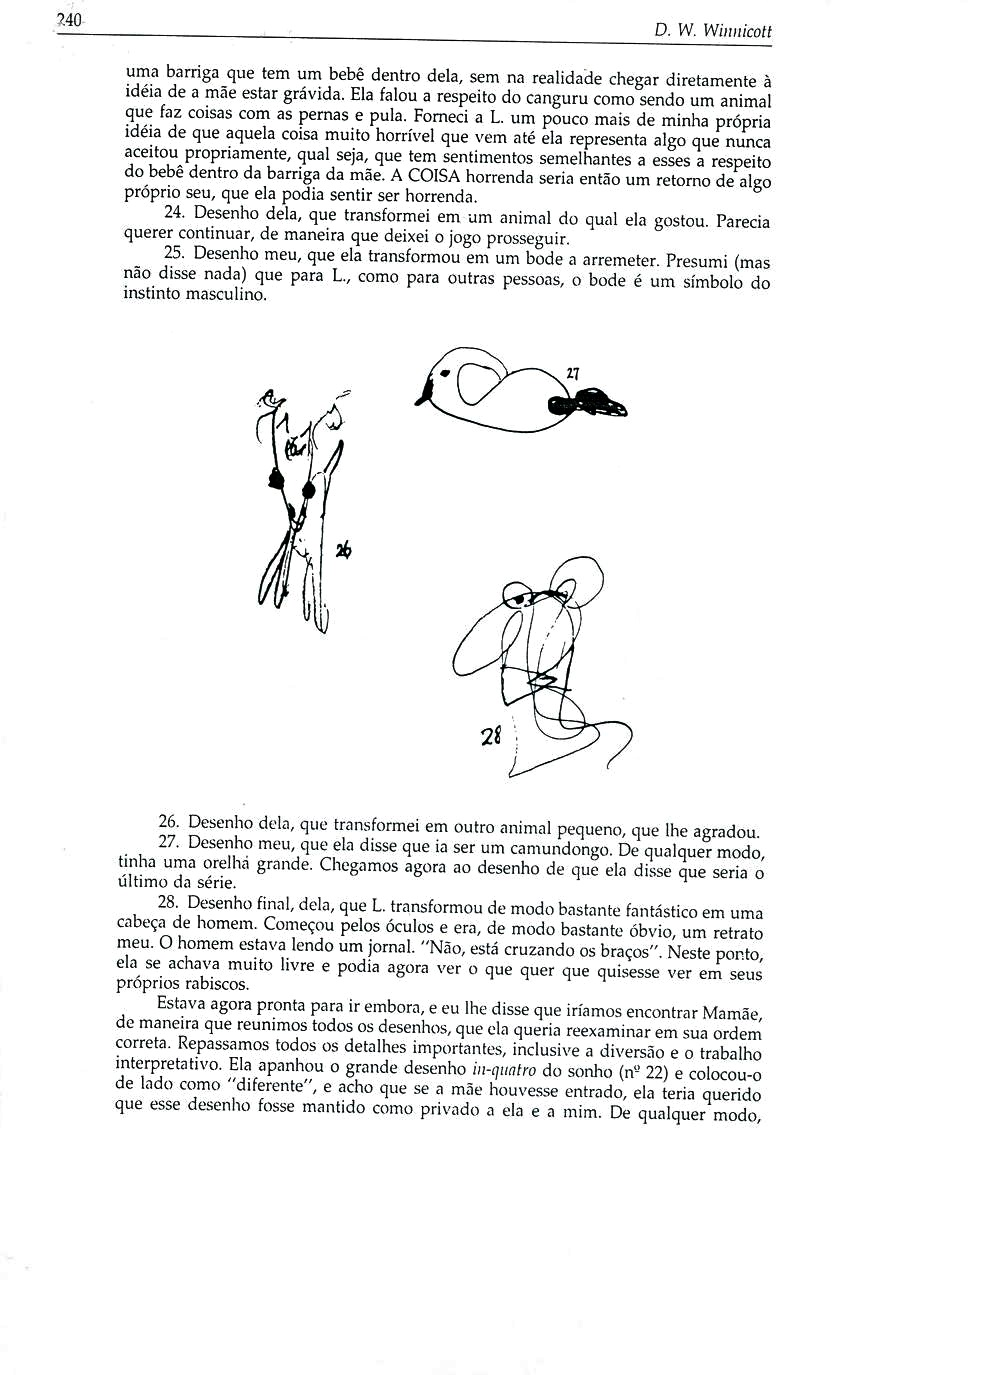 240
D. W. Winnicott
uma barriga que tem um bebê dentro dela, sem na realidade chegar diretamente à
idéia de a mãe estar grávida. Ela falou a respeito do canguru como sendo um animal
que faz coisas com as pernas e pula. Forneci a L. um pouco mais de minha própria
idéia de que aquela coisa muito horrível que vem até ela representa algo que nunca
aceitou propriamente, qual seja, que tem sentimentos semelhantes a esses a respeito
do bebê dentro da barriga da mãe. A COISA horrenda seria então um retorno de algo
próprio seu, que ela podia sentir ser horrenda.
24. Desenho dela, que transformei em um animal do qual ela gostou. Parecia
querer continuar, de maneira que deixei o jogo prosseguir.
25. Desenho meu, que ela transformou em um bode a arremeter. Presumi (mas
não disse nada) que para L., como para outras pessoas, o bode é um símbolo do
instinto masculino.
27
26
28
26. Desenho dela, que transformei em outro animal pequeno, que lhe agradou.
27. Desenho meu, que ela disse que ia ser um camundongo. De qualquer modo,
tinha uma orelha grande. Chegamos agora ao desenho de que ela disse que seria o
último da série.
28. Desenho final, dela, que L. transformou de modo bastante fantástico em uma
cabeça de homem. Começou pelos óculos e era, de modo bastante óbvio, um retrato
meu. O homem estava lendo um jornal. "Não, está cruzando os braços". Neste ponto,
ela se achava muito livre e podia agora ver o que quer que quisesse ver em seus
próprios rabiscos.
Estava agora pronta para ir embora, e eu lhe disse que iríamos encontrar Mamãe,
de maneira que reunimos todos os desenhos, que ela queria reexaminar em sua ordem
correta. Repassamos todos os detalhes importantes, inclusive a diversão e o trabalho
interpretativo. Ela apanhou o grande desenho in-quatro do sonho (nº 22) e colocou-o
de lado como "diferente", e acho que se a mãe houvesse entrado, ela teria querido
que esse desenho fosse mantido como privado a ela e a mim. De qualquer modo,